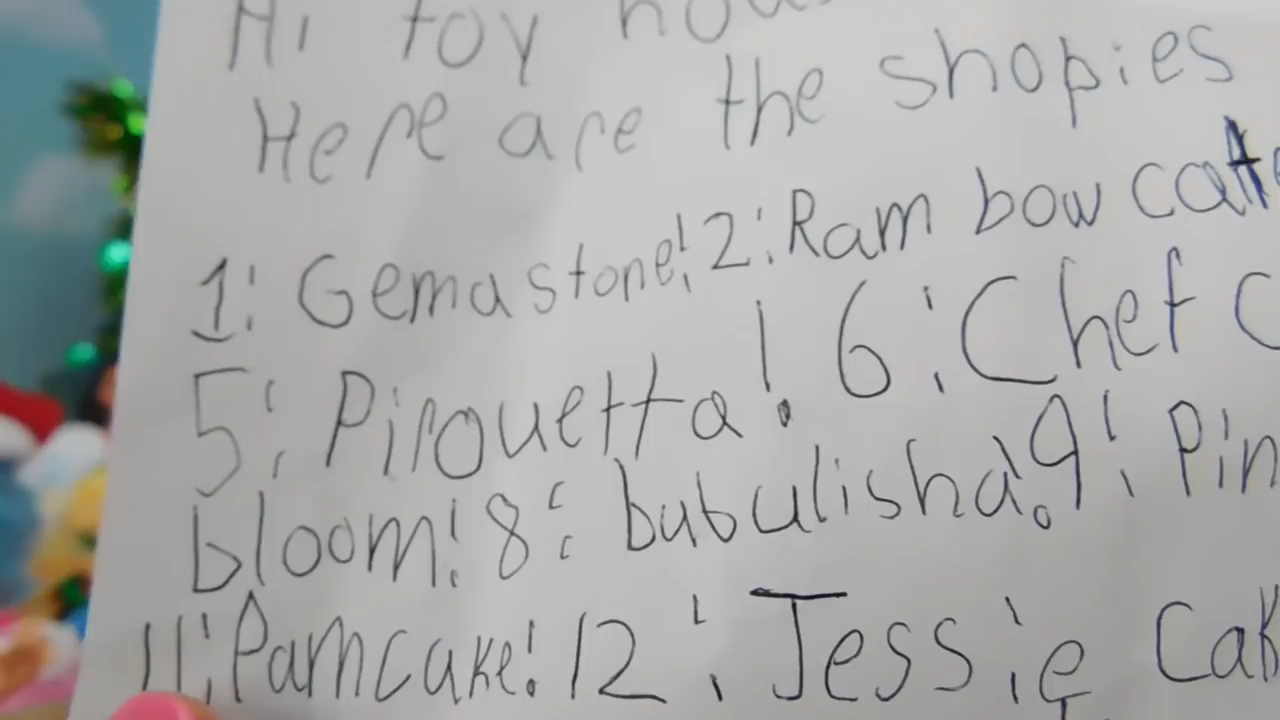 Hi toy
Here are the shopies
1: Gemastone! 2: Ram bow
5: Pirouetta! 6: Chef
bloom! 8: bubulisha! 9: Pin
11: Pamcake! 12: Jessie Cak